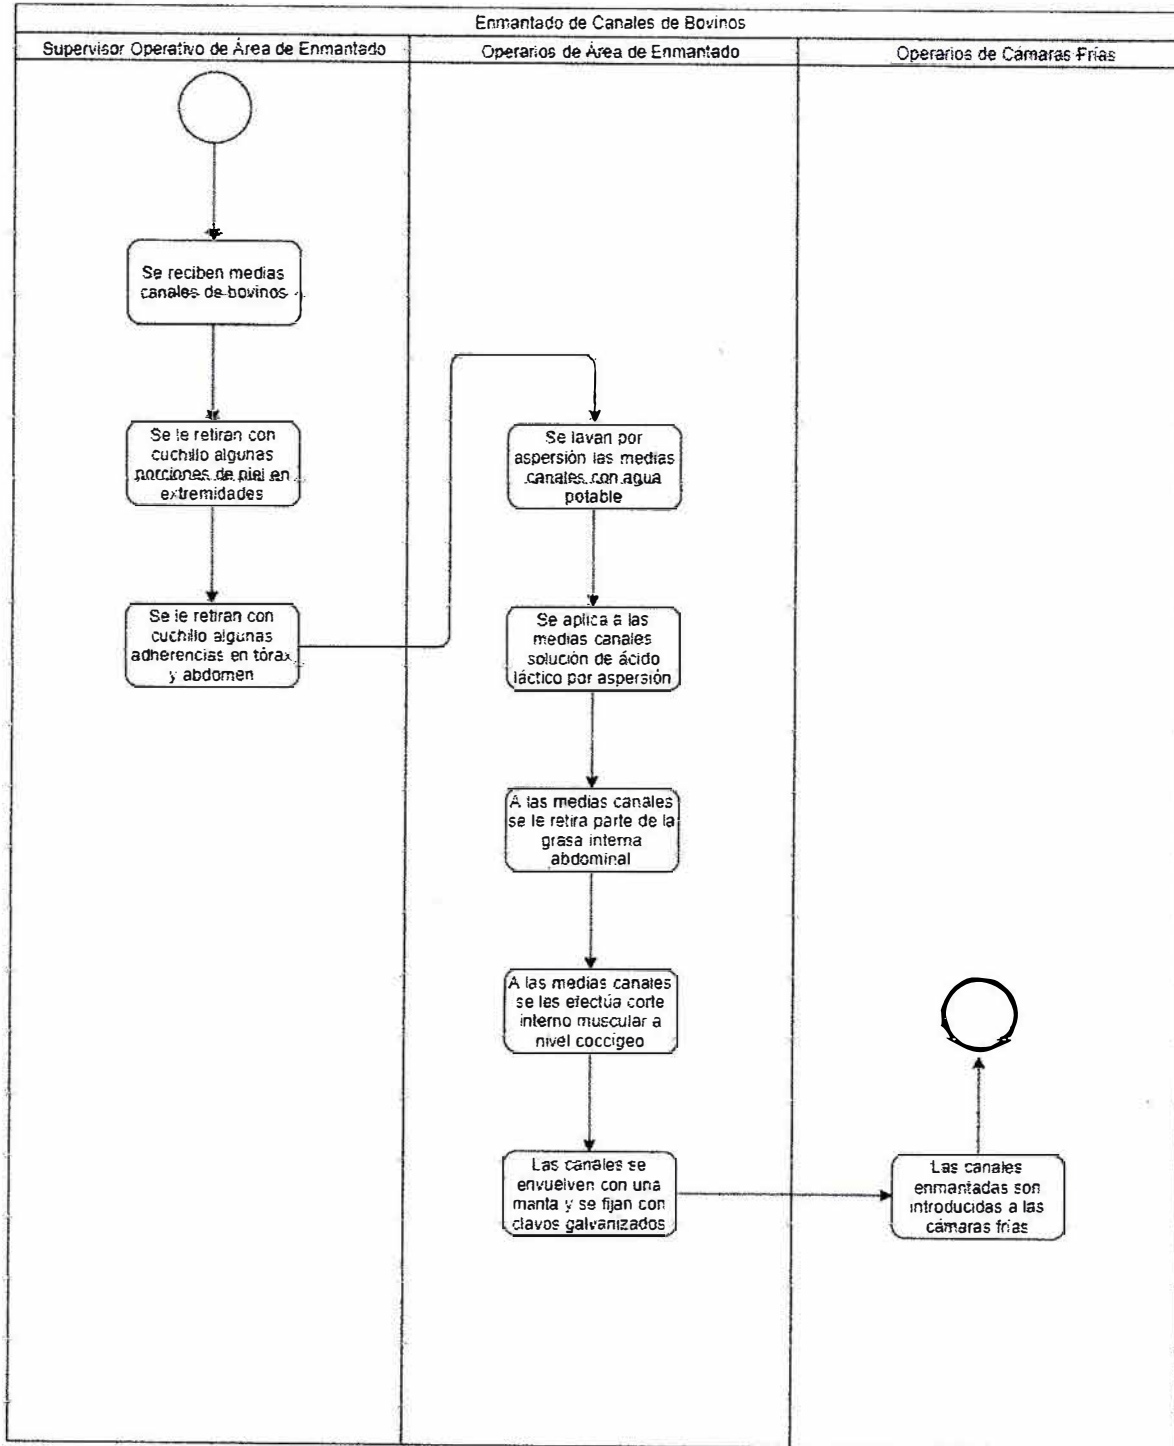 Enmantado de Canales de Bovinos
Supervisor Operativo de Área de Enmantado
Operarios de Área de Enmantado
Operarios de Cámaras Frías
Se reciben medias
canales de bovinos
Se le retiran con
cuchillo algunas
porciones de piel en
extremidades
Se le retiran con
cuchillo algunas
adherencias en tórax
y abdomen
Se lavan por
aspersión las medias
canales con agua
potable
Se aplica a las
medias canales
solución de ácido
láctico por aspersión
A las medias canales
se le retira parte de la
grasa interna
abdominal
A las medias canales
se les efectúa corte
interno muscular a
nivel coccigeo
Las canales se
envuelven con una
manta y se fijan con
clavos galvanizados
Las canales
enmantadas son
introducidas a las
cámaras frías